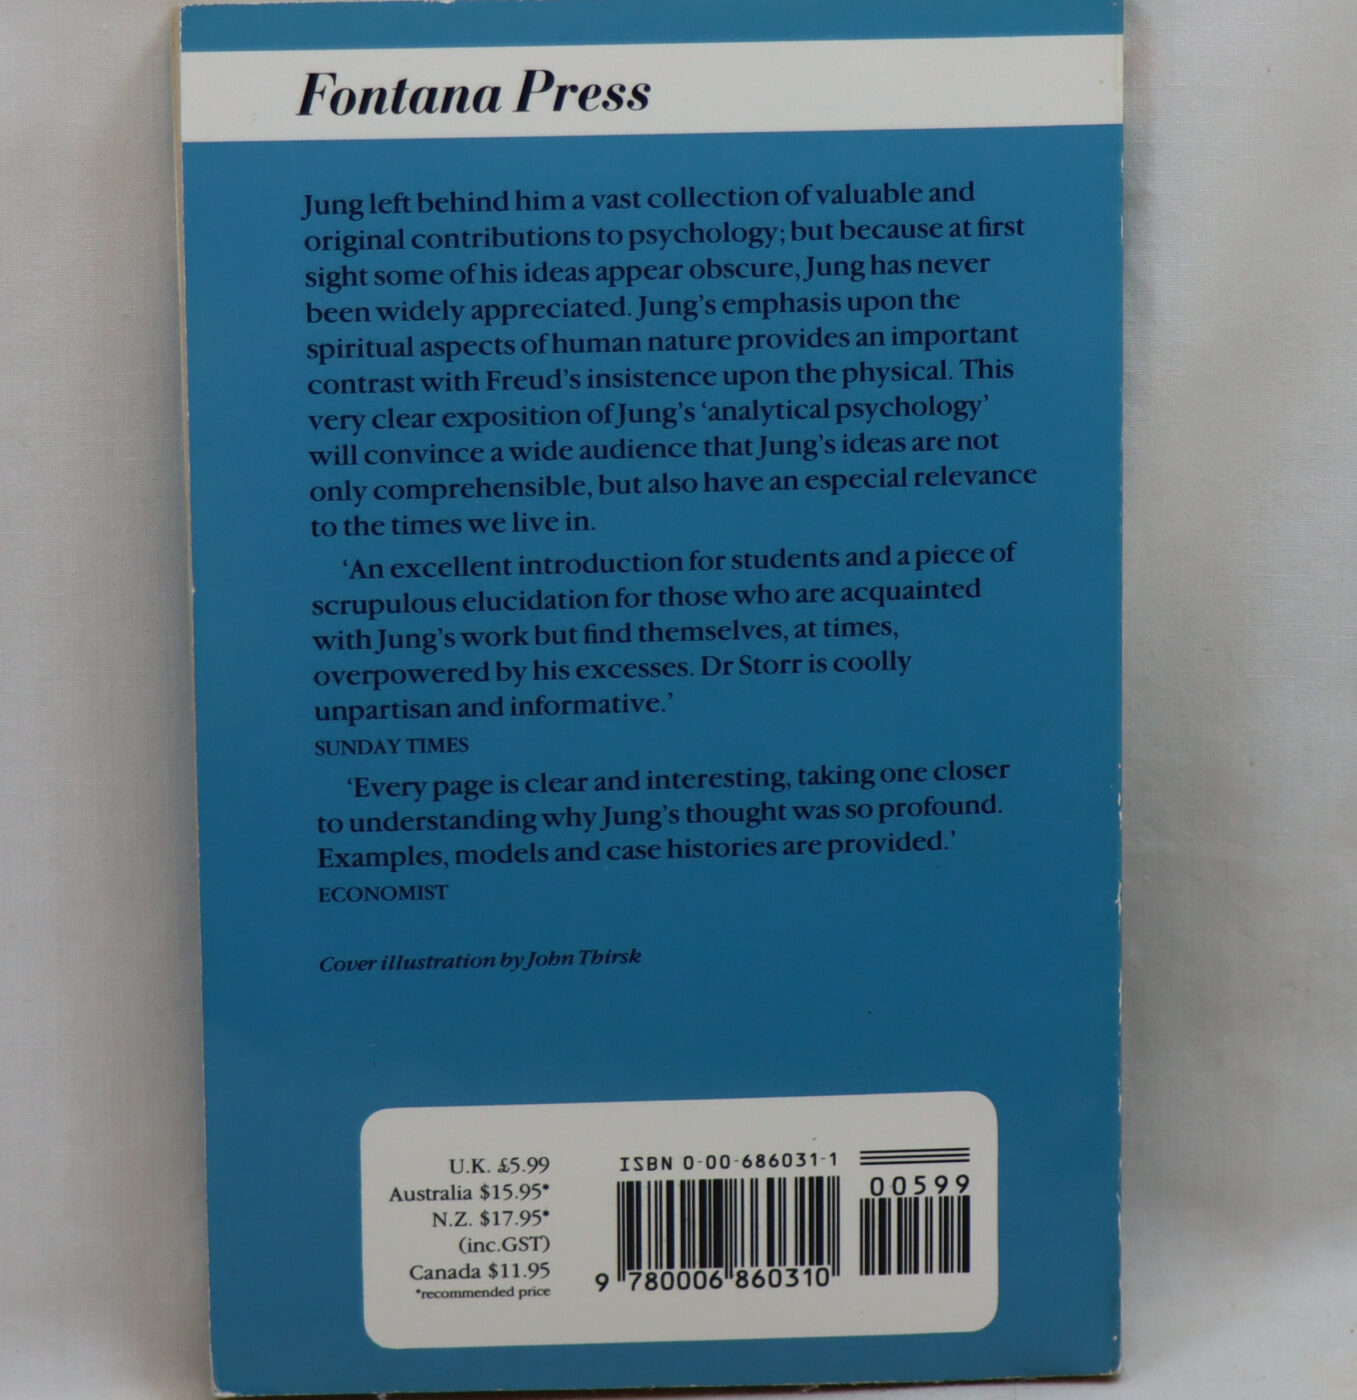 Fontana Press
Jung left behind him a vast collection of valuable and
original contributions to psychology; but because at first
sight some of his ideas appear obscure, Jung has never
been widely appreciated. Jung's emphasis upon the
spiritual aspects of human nature provides an important
contrast with Freud's insistence upon the physical. This
very clear exposition of Jung's ‘analytical psychology’
will convince a wide audience that Jung's ideas are not
only comprehensible, but also have an especial relevance
to the times we live in.
‘An excellent introduction for students and a piece of
scrupulous elucidation for those who are acquainted
with Jung's work but find themselves, at times,
overpowered by his excesses. Dr Storr is coolly
unpartisan and informative.’
SUNDAY TIMES
‘Every page is clear and interesting, taking one closer
to understanding why Jung's thought was so profound.
Examples, models and case histories are provided.’
ECONOMIST
Cover illustration by John Thirsk
U.K. £5.99
Australia $15.95*
N.Z. $17.95*
(inc.GST)
Canada $11.95
*recommended price
ISBN 0-00-686031-1
00599
9 780006 860310